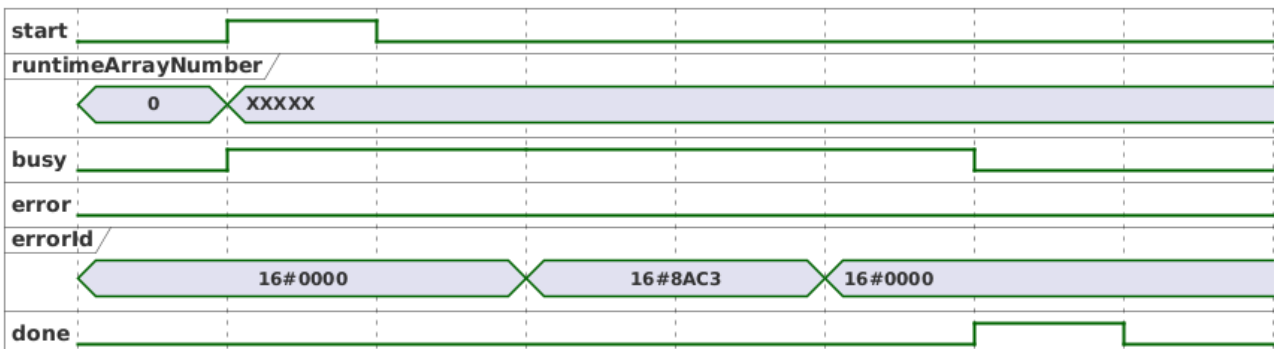 start
runtimeArrayNumber
0 XXXXX
busy
error
errorId
16#0000 16#8AC3 16#0000
done